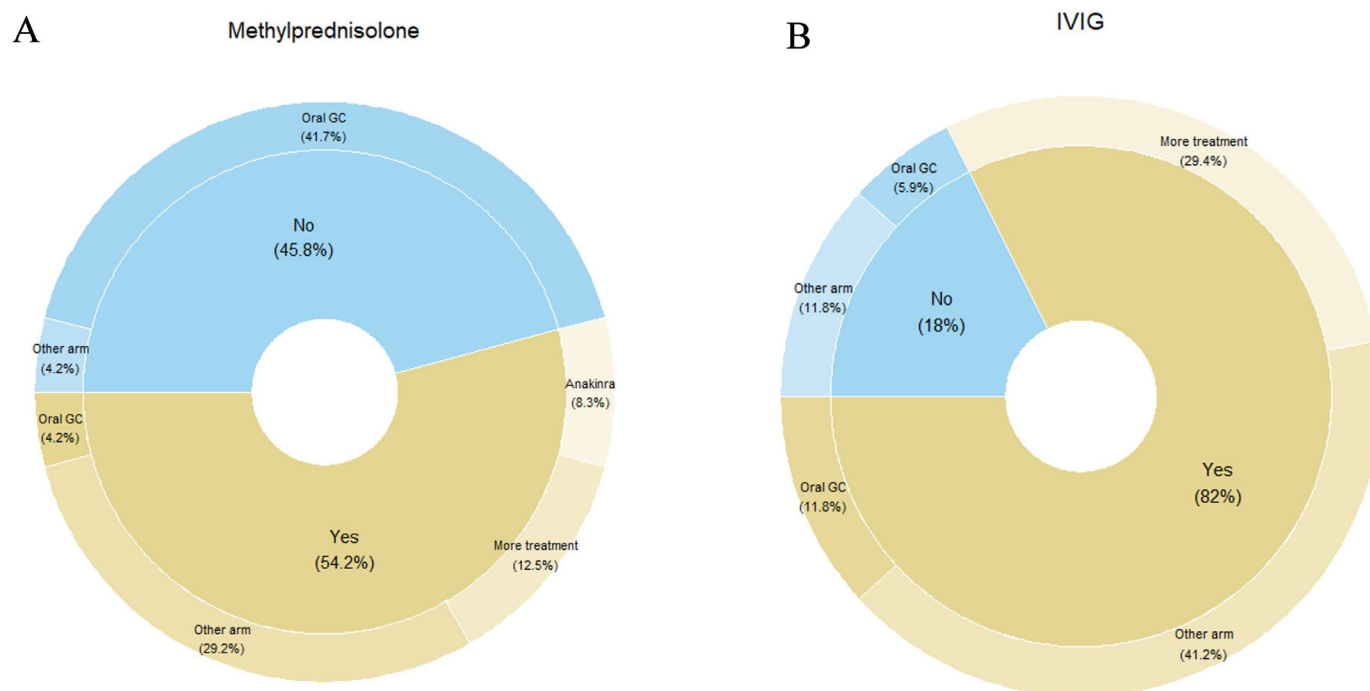 A
Methylprednisolone
Oral GC
(41.7%)
No
(45.8%)
Other arm
(4.2%)
Oral GC
(4.2%)
Anakinra
(8.3%)
Yes
(54.2%)
More treatment
(12.5%)
Other arm
(29.2%)
B
IVIG
More treatment
(29.4%)
Oral GC
(5.9%)
Other arm
(11.8%)
No
(18%)
Yes
(82%)
Oral GC
(11.8%)
Other arm
(41.2%)